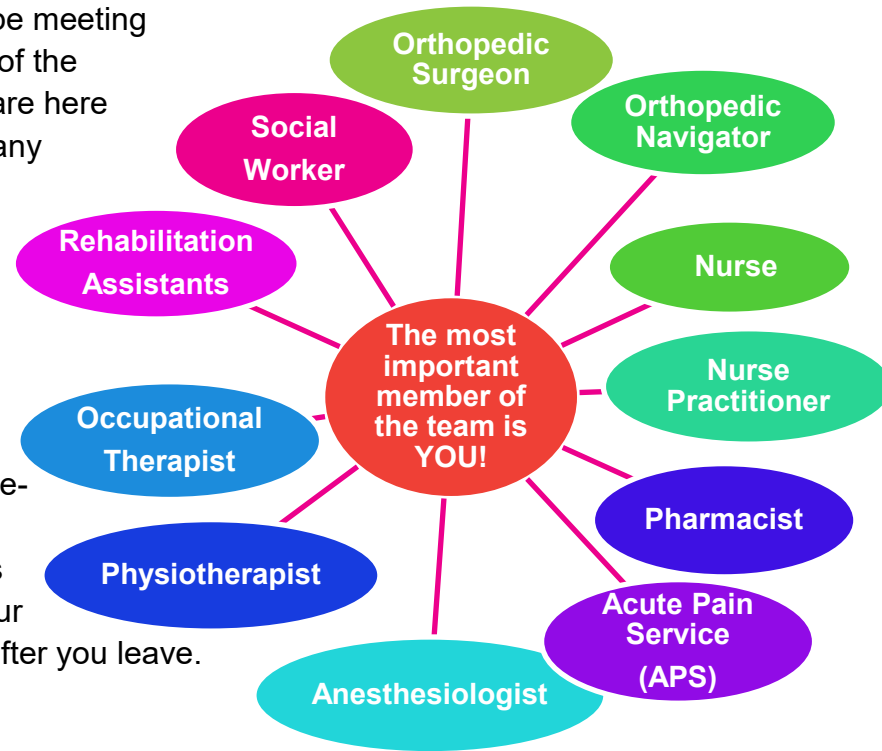 be meeting
of the
are here
any
Orthopedic
Surgeon
Orthopedic
Navigator
Social
Worker
Rehabilitation
Assistants
Nurse
The most
important
member of
the team is
YOU!
Nurse
Practitioner
Occupational
Therapist
e-
Pharmacist
Physiotherapist
s
ur
fter you leave.
Acute Pain
Service
(APS)
Anesthesiologist